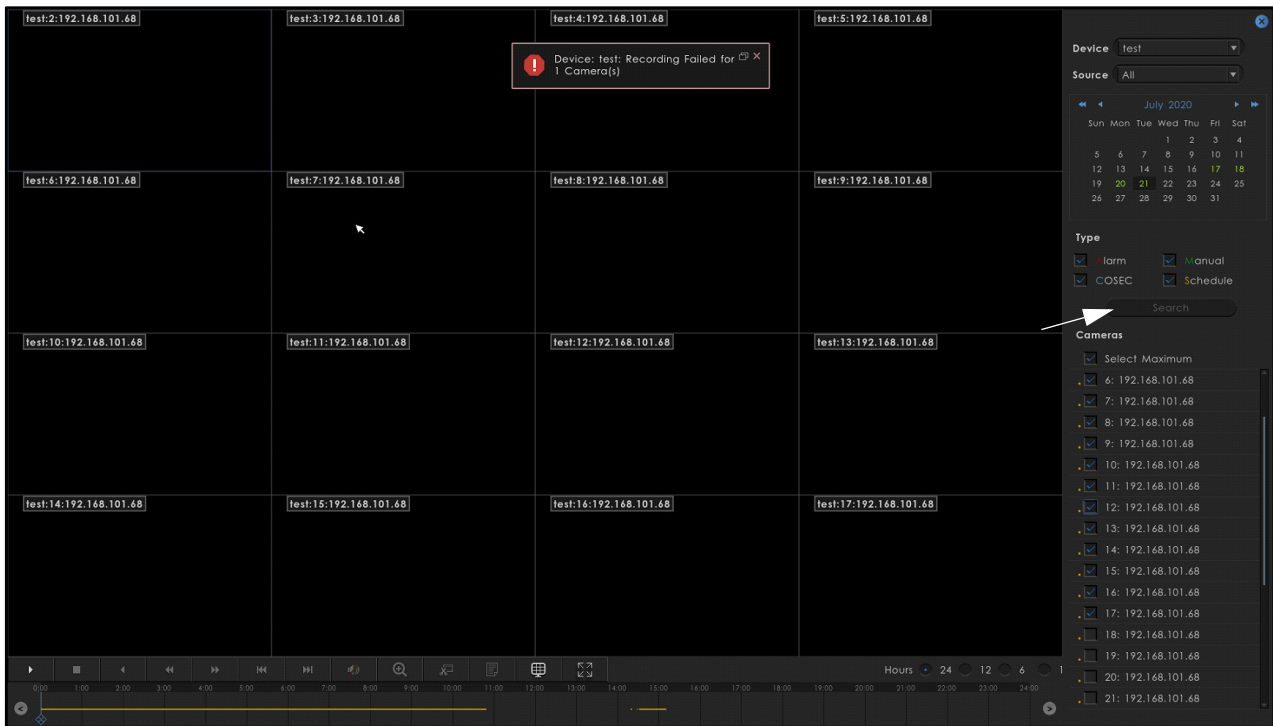 test:2:192.168.101.68
test:3:192.168.101.68
test:4:192.168.101.68
test:5:192.168.101.68
Device: test: Recording Failed for
1 Camera(s)
test:6:192.168.101.68
test:7:192.168.101.68
test:8:192.168.101.68
test:9:192.168.101.68
test:10:192.168.101.68
test:11:192.168.101.68
test:12:192.168.101.68
test:13:192.168.101.68
test:14:192.168.101.68
test:15:192.168.101.68
test:16:192.168.101.68
test:17:192.168.101.68
Device test
Source All
July 2020
Sun Mon Tue Wed Thu Fri Sat
1 2 3 4
5 6 7 8 9 10 11
12 13 14 15 16 17 18
19 20 21 22 23 24 25
26 27 28 29 30 31
Type
Alarm Manual
COSEC Schedule
Search
Cameras
Select Maximum
6: 192.168.101.68
7: 192.168.101.68
8: 192.168.101.68
9: 192.168.101.68
10: 192.168.101.68
11: 192.168.101.68
12: 192.168.101.68
13: 192.168.101.68
14: 192.168.101.68
15: 192.168.101.68
16: 192.168.101.68
17: 192.168.101.68
18: 192.168.101.68
19: 192.168.101.68
20: 192.168.101.68
21: 192.168.101.68
Hours 24 12 6 1
0:00 1:00 2:00 3:00 4:00 5:00 6:00 7:00 8:00 9:00 10:00 11:00 12:00 13:00 14:00 15:00 16:00 17:00 18:00 19:00 20:00 21:00 22:00 23:00 24:00